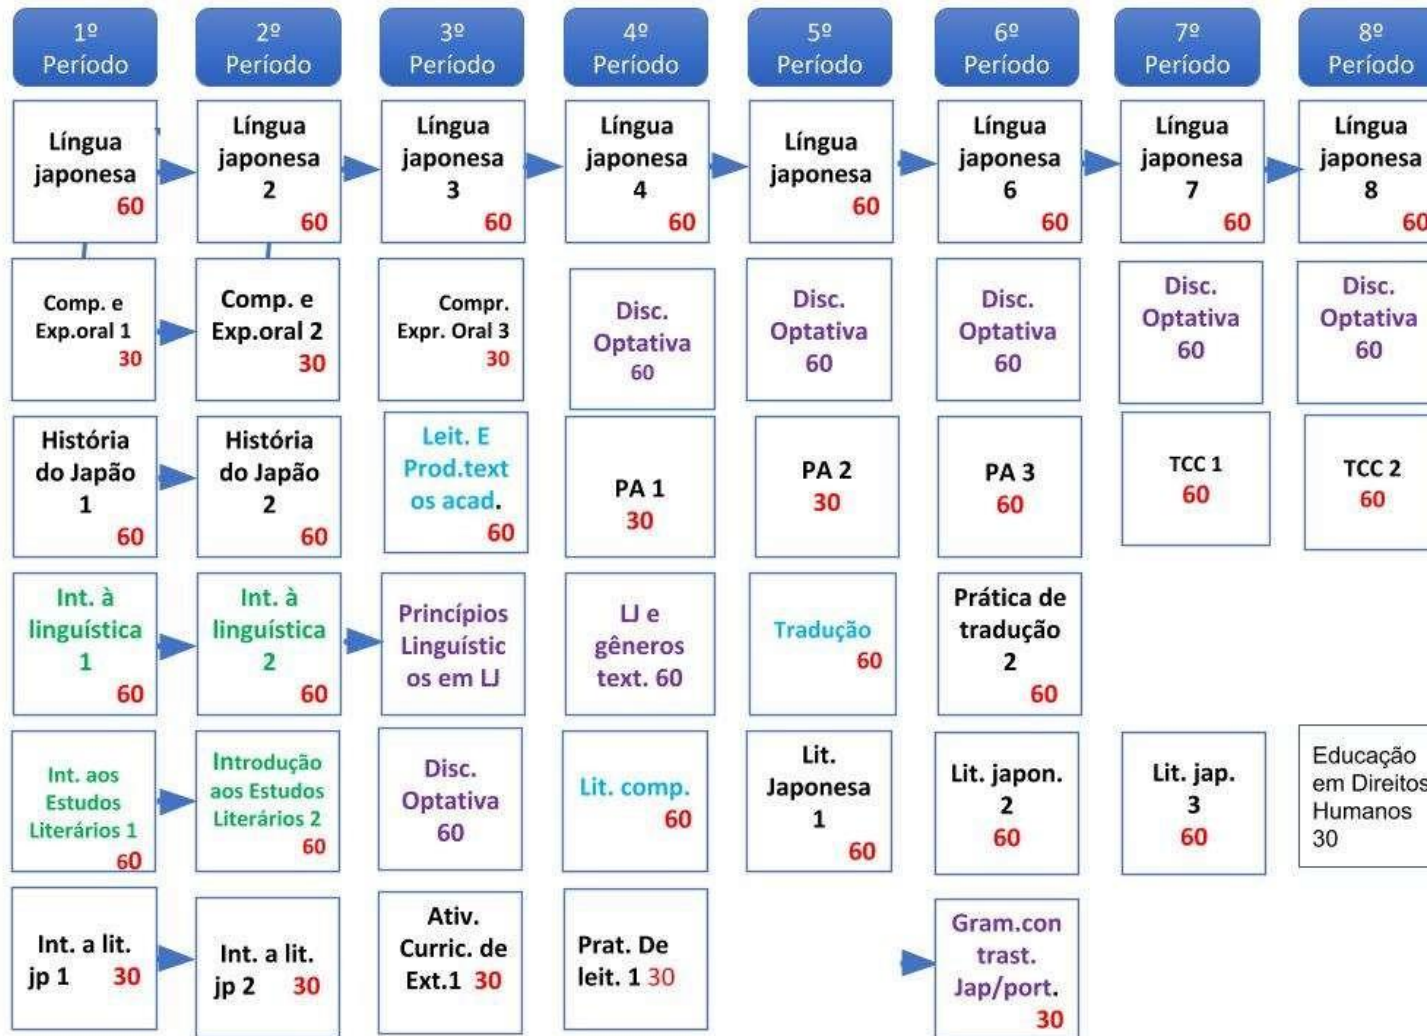 1º
Período
2º
Período
3º
Período
4º
Período
5º
Período
6º
Período
7º
Período
8º
Período
Língua
japonesa
60
Língua
japonesa
2
60
Língua
japonesa
3
60
Língua
japonesa
4
60
Língua
japonesa
60
Língua
japonesa
6
60
Língua
japonesa
7
60
Língua
japonesa
8
60
Comp. e
Exp.oral 1
30
Comp. e
Exp.oral 2
30
Compr.
Expr. Oral 3
30
Disc.
Optativa
60
Disc.
Optativa
60
Disc.
Optativa
60
Disc.
Optativa
60
Disc.
Optativa
60
História
do Japão
1
60
História
do Japão
2
60
Leit. E
Prod.text
os acad.
60
PA 1
30
PA 2
30
PA 3
60
TCC 1
60
TCC 2
60
Int. à
linguística
1
60
Int. à
linguística
2
60
Princípios
Linguístic
os em LJ
LJ e
gêneros
text. 60
Tradução
60
Prática de
tradução
2
60
Int. aos
Estudos
Literários 1
60
Introdução
aos Estudos
Literários 2
60
Disc.
Optativa
60
Lit. comp.
60
Lit.
Japonesa
1
60
Lit. japon.
2
60
Lit. jap.
3
60
Educação
em Direitos
Humanos
30
Int. a lit.
jp 1 30
Int. a lit.
jp 2 30
Ativ.
Curric. de
Ext.1 30
Prat. De
leit. 1 30
Gram.con
trast.
Jap/port.
30